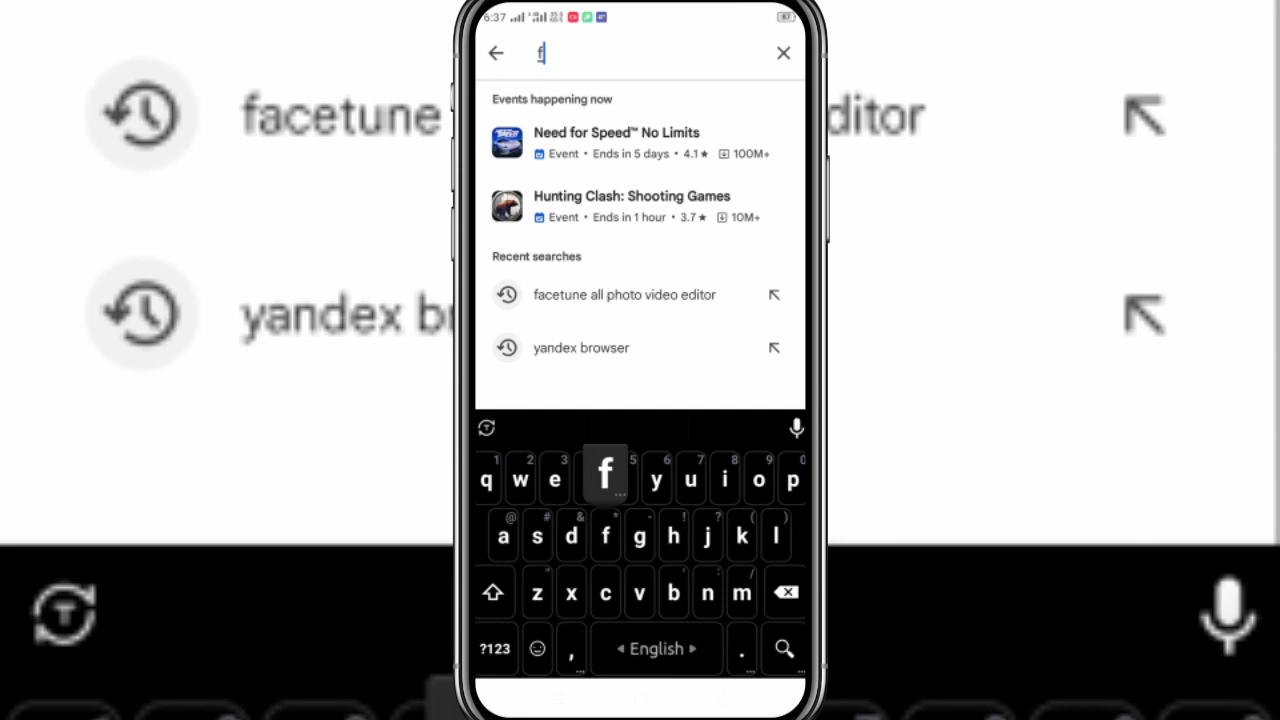 6:37
87
f
Events happening now
Need for Speed™ No Limits
Event • Ends in 5 days • 4.1★ 100M+
Hunting Clash: Shooting Games
Event • Ends in 1 hour • 3.7★ 10M+
Recent searches
facetune all photo video editor
yandex browser
facetune
ditor
yandex br
f
1 2 3 5 6 7 8 9 0
q w e y u i o p
@ # & * - ! ? ( )
a s d f g h j k l
" ' : /
z x c v b n m
?123 , English .